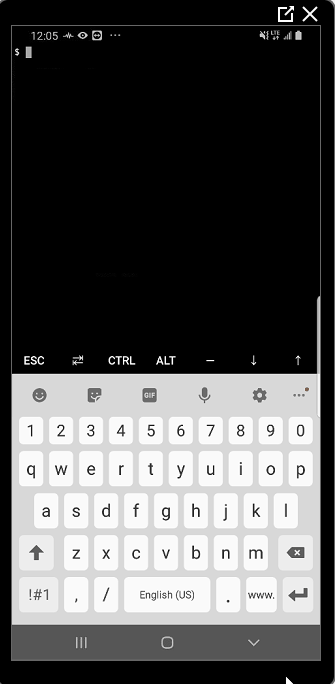 12:05 ··· LTE
$
ESC CTRL ALT – ↓ ↑
GIF ···
1 2 3 4 5 6 7 8 9 0
q w e r t y u i o p
a s d f g h j k l
z x c v b n m
!#1 , / English (US) . www.